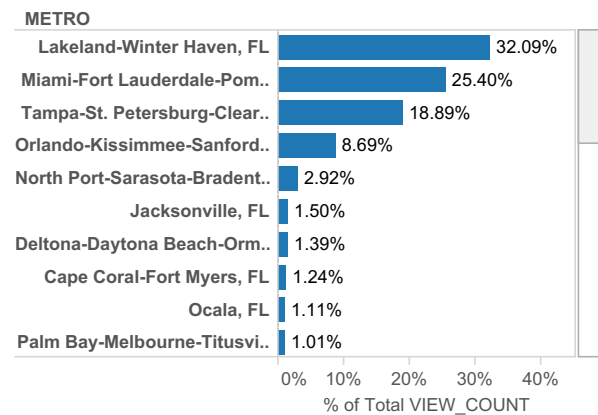 METRO
Lakeland-Winter Haven, FL 32.09%
Miami-Fort Lauderdale-Pom.. 25.40%
Tampa-St. Petersburg-Clear.. 18.89%
Orlando-Kissimmee-Sanford.. 8.69%
North Port-Sarasota-Bradent.. 2.92%
Jacksonville, FL 1.50%
Deltona-Daytona Beach-Orm.. 1.39%
Cape Coral-Fort Myers, FL 1.24%
Ocala, FL 1.11%
Palm Bay-Melbourne-Titusvi.. 1.01%
0% 10% 20% 30% 40%
% of Total VIEW_COUNT